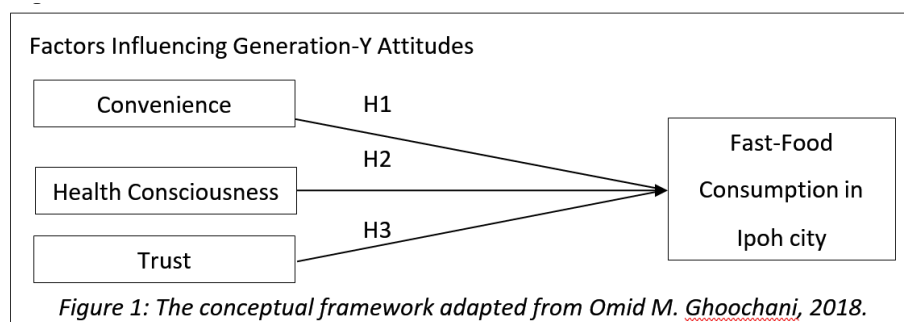 Factors Influencing Generation-Y Attitudes
Convenience
H1
H2
Health Consciousness
H3
Trust
Fast-Food
Consumption in
Ipoh city
Figure 1: The conceptual framework adapted from Omid M. Ghoochani, 2018.